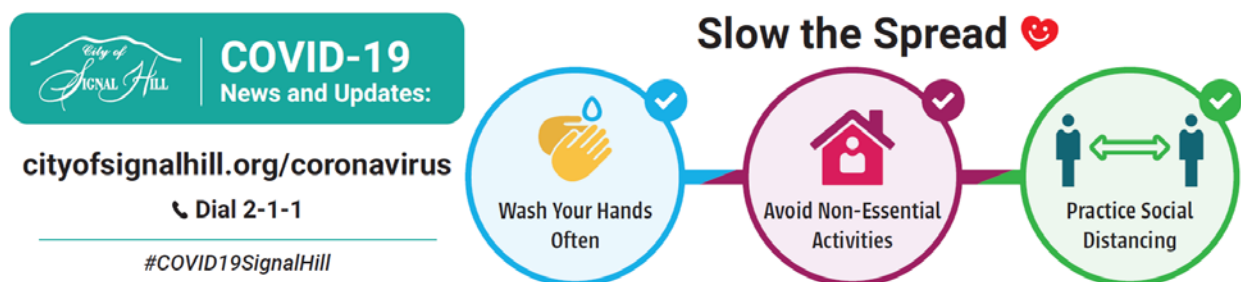 City of
SIGNAL HILL
COVID-19
News and Updates:
cityofsignalhill.org/coronavirus
Dial 2-1-1
#COVID19SignalHill
Slow the Spread
Wash Your Hands
Often
Avoid Non-Essential
Activities
Practice Social
Distancing